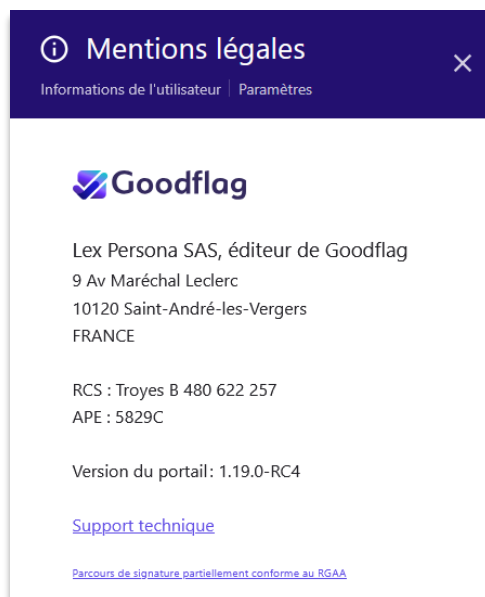 Mentions légales
Informations de l'utilisateur | Paramètres
Goodflag
Lex Persona SAS, éditeur de Goodflag
9 Av Maréchal Leclerc
10120 Saint-André-les-Vergers
FRANCE
RCS : Troyes B 480 622 257
APE : 5829C
Version du portail: 1.19.0-RC4
Support technique
Parcours de signature partiellement conforme au RGAA